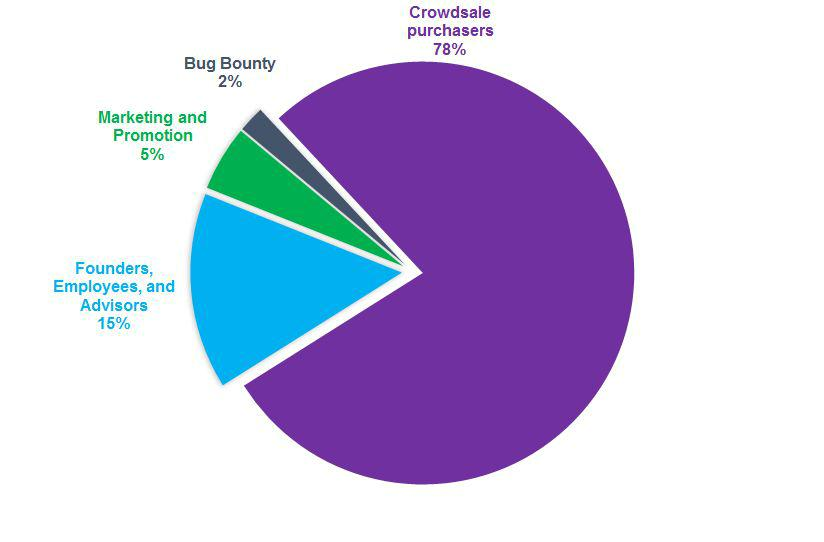 Crowdsale
purchasers
78%
Bug Bounty
2%
Marketing and
Promotion
5%
Founders,
Employees, and
Advisors
15%